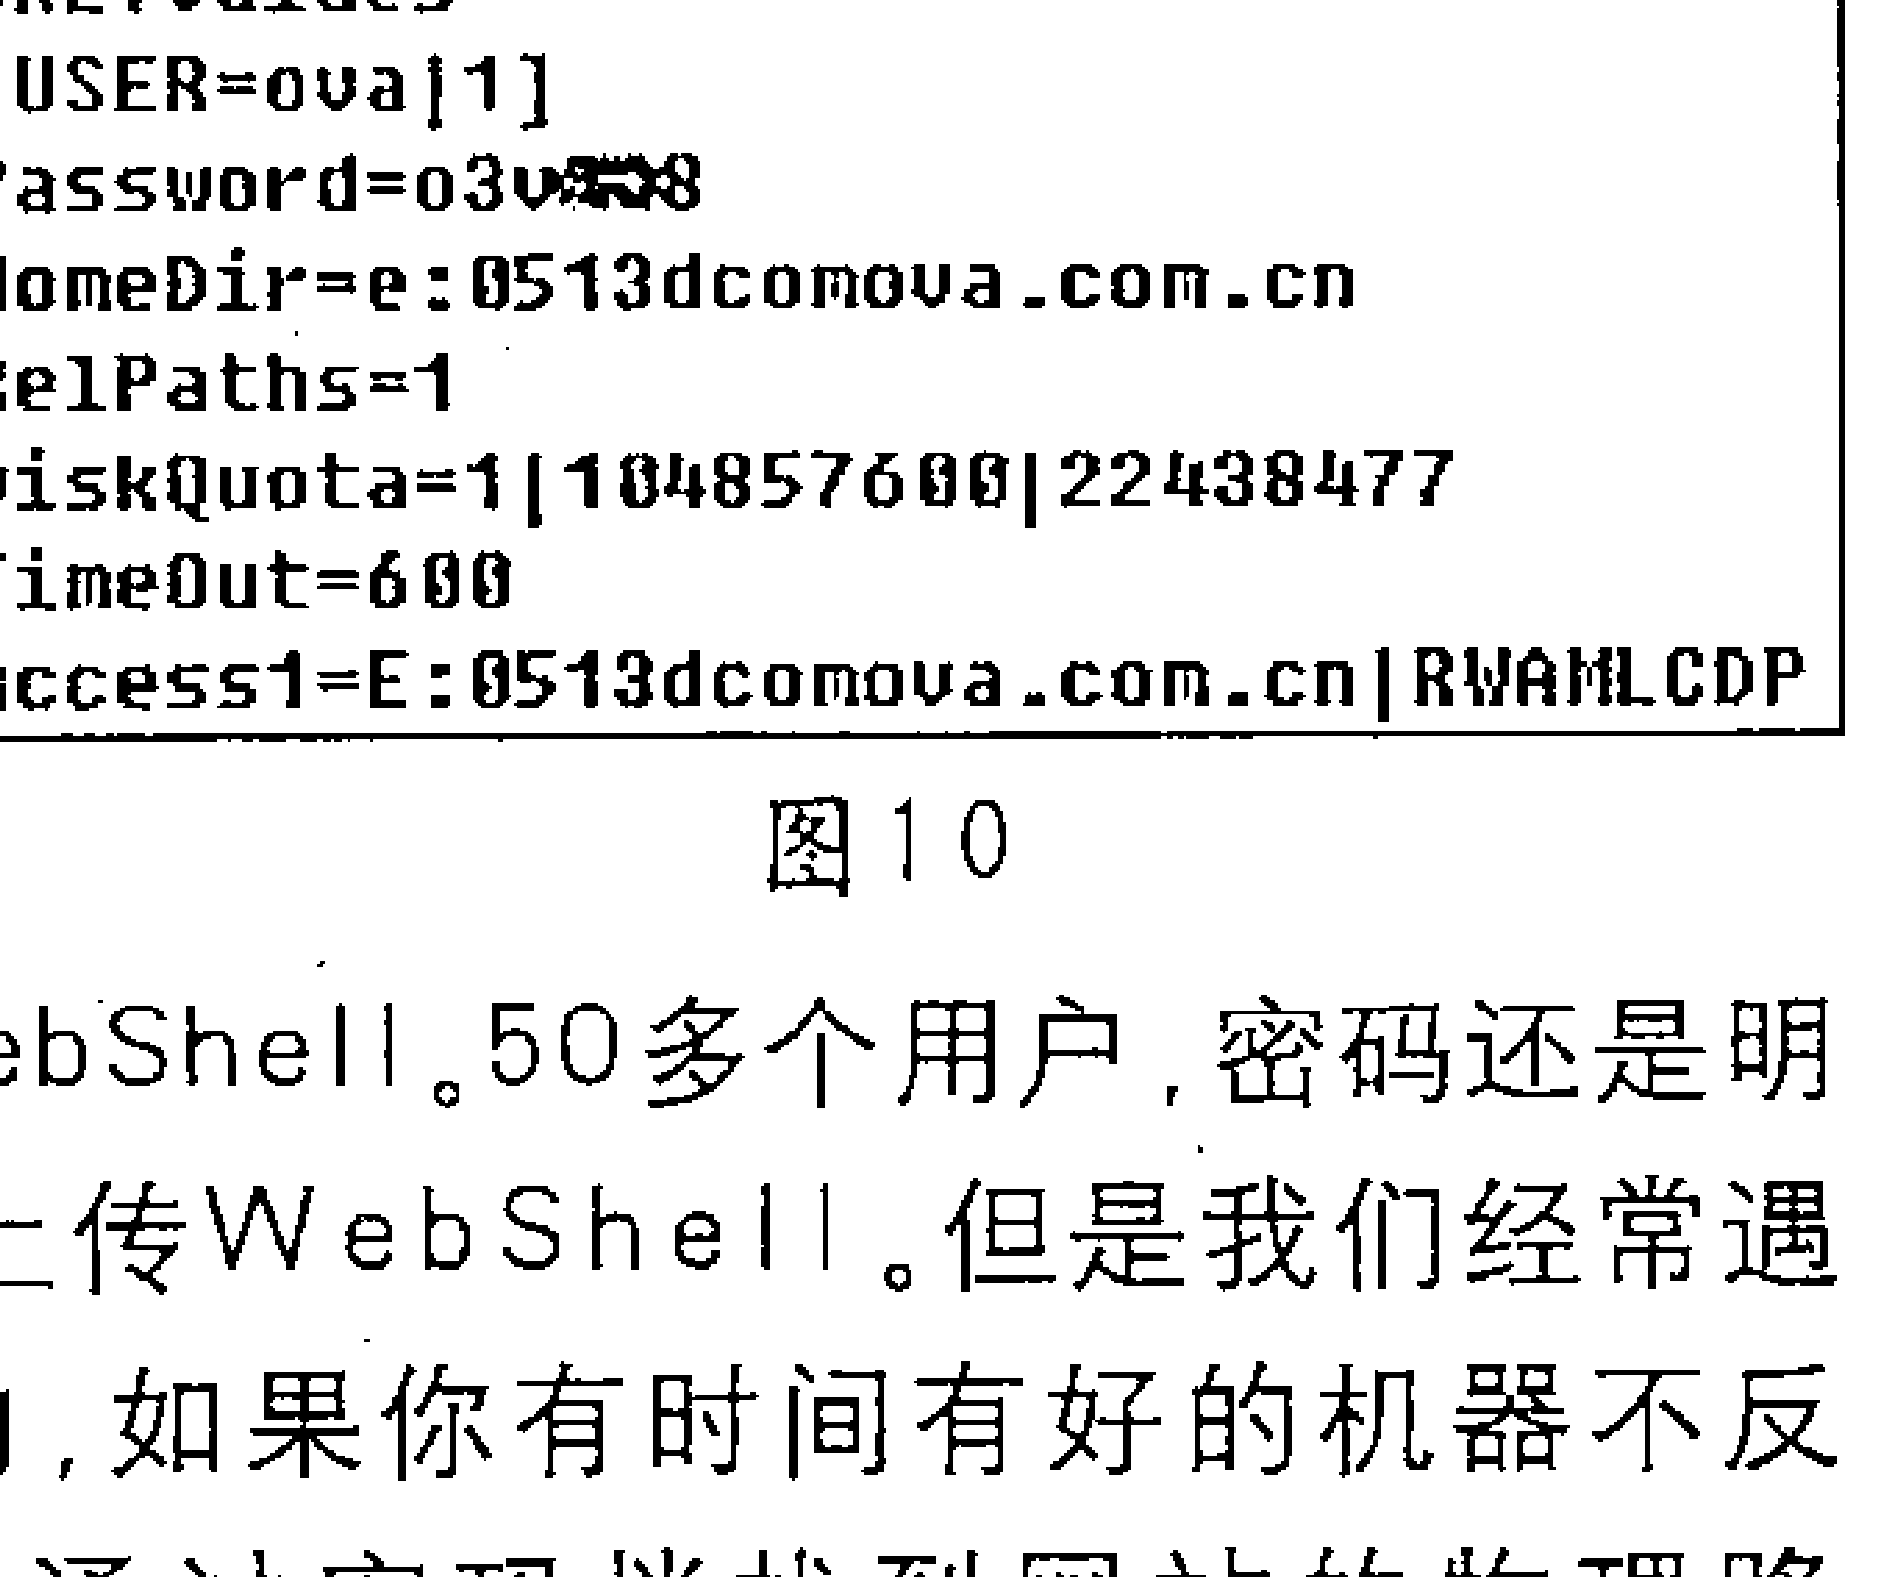 USER=ova|1]
assword=o3v
omeDir=e:0513dcomova.com.cn
elPaths=1
iskQuota=1|104857600|22438477
TimeOut=600
ccess1=E:0513dcomova.com.cn|RWAMLCDP
图10
ebShell。50多个用户,密码还是明
上传WebShell。但是我们经常遇
,如果你有时间有好的机器不反